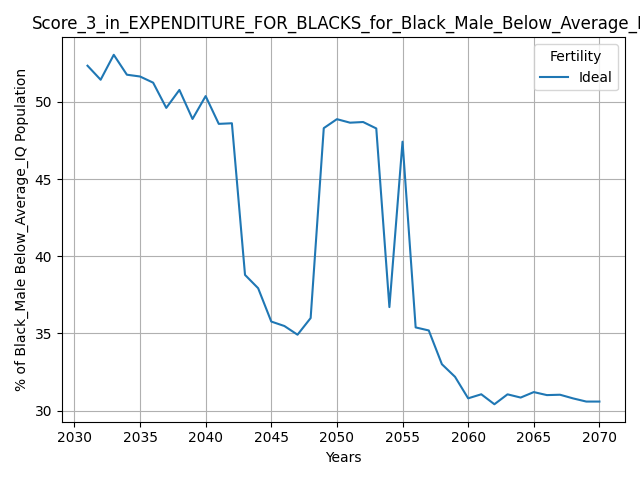 Score_3_in_EXPENDITURE_FOR_BLACKS_for_Black_Male_Below_Average_I
Fertility
Ideal
% of Black_Male Below_Average_IQ Population
50
45
40
35
30
2030 2035 2040 2045 2050 2055 2060 2065 2070
Years